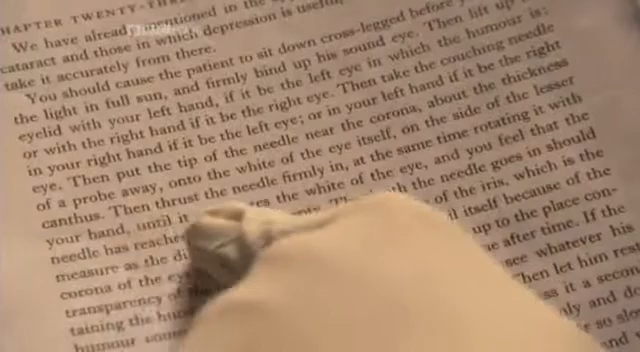 HAPTER TWENTY-THR
We have already mentioned in the
cataract and those in which depression is useful,
take it accurately from there.
You should cause the patient to sit down cross-legged before
the light in full sun, and firmly bind up his sound eye. Then lift up
eyelid with your left hand, if it be the left eye in which the humour is;
or with the right hand if it be the right eye. Then take the couching needle
in your right hand if it be the left eye; or in your left hand if it be the right
eye. Then put the tip of the needle near the corona, about the thickness
of a probe away, onto the white of the eye itself, on the side of the lesser
canthus. Then thrust the needle firmly in, at the same time rotating it with
your hand, until it es the white of the eye, and you feel that the
needle has reache th the needle goes in should
measure as the di of the iris, which is the
corona of the ey il itself because of the
transparency of up to the place con-
taining the hum e after time. If the
humour see whatever his
Then let him rest
ss it a second
nly and do
so slo
and